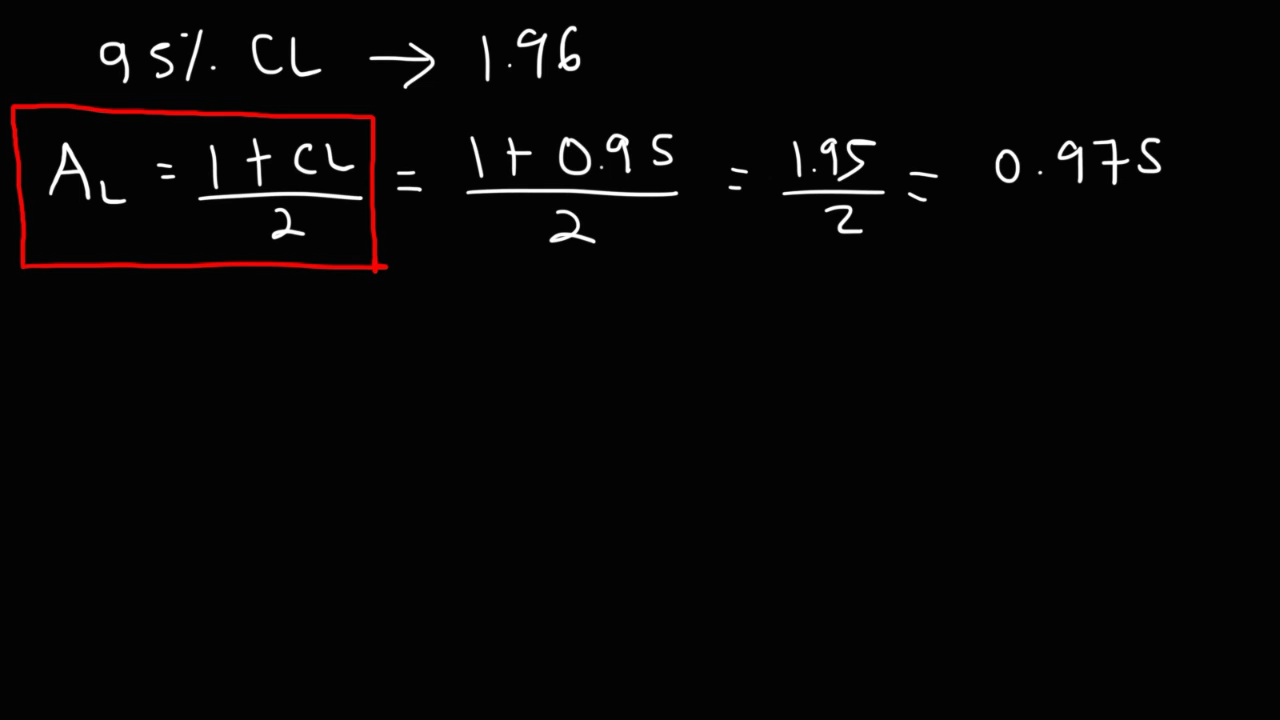 95% CL → 1.96
A_L = (1 + CL)/2 = (1 + 0.95)/2 = 1.95/2 = 0.975